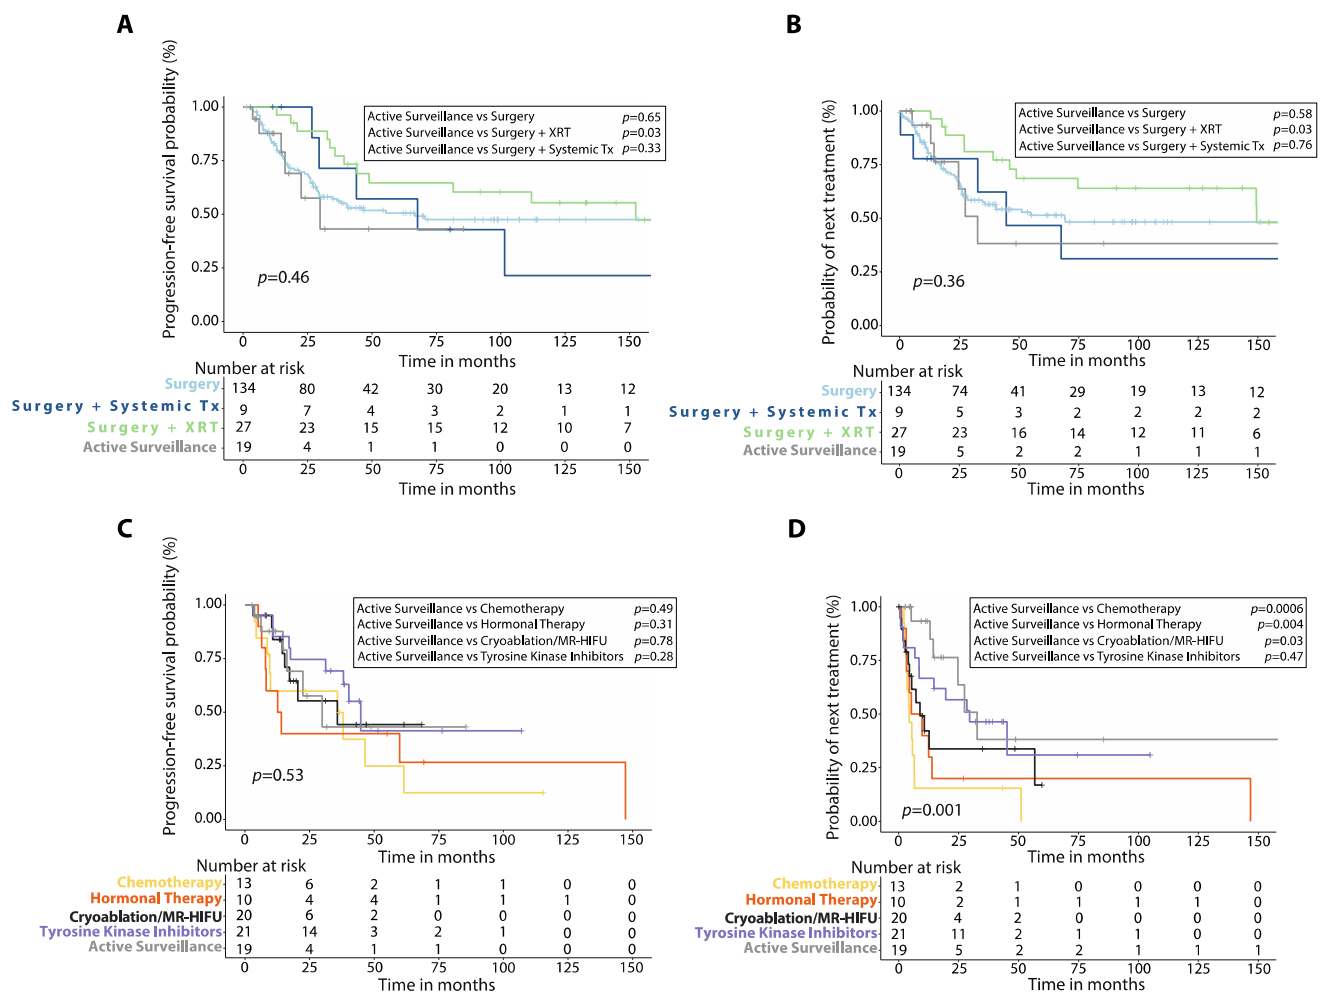 A
Progression-free survival probability (%)
1.00
0.75
0.50
0.25
0.00
Active Surveillance vs Surgery p=0.65
Active Surveillance vs Surgery + XRT p=0.03
Active Surveillance vs Surgery + Systemic Tx p=0.33
p=0.46
0 25 50 75 100 125 150
Time in months
Number at risk
Surgery 134 80 42 30 20 13 12
Surgery + Systemic Tx 9 7 4 3 2 1 1
Surgery + XRT 27 23 15 15 12 10 7
Active Surveillance 19 4 1 1 0 0 0
0 25 50 75 100 125 150
Time in months
B
Probability of next treatment (%)
1.00
0.75
0.50
0.25
0.00
Active Surveillance vs Surgery p=0.58
Active Surveillance vs Surgery + XRT p=0.03
Active Surveillance vs Surgery + Systemic Tx p=0.76
p=0.36
0 25 50 75 100 125 150
Time in months
Number at risk
Surgery 134 74 41 29 19 13 12
Surgery + Systemic Tx 9 5 3 2 2 2 2
Surgery + XRT 27 23 16 14 12 11 6
Active Surveillance 19 5 2 2 1 1 1
0 25 50 75 100 125 150
Time in months
C
Progression-free survival probability (%)
1.00
0.75
0.50
0.25
0.00
Active Surveillance vs Chemotherapy p=0.49
Active Surveillance vs Hormonal Therapy p=0.31
Active Surveillance vs Cryoablation/MR-HIFU p=0.78
Active Surveillance vs Tyrosine Kinase Inhibitors p=0.28
p=0.53
0 25 50 75 100 125 150
Time in months
Number at risk
Chemotherapy 13 6 2 1 1 0 0
Hormonal Therapy 10 4 4 1 1 1 0
Cryoablation/MR-HIFU 20 6 2 0 0 0 0
Tyrosine Kinase Inhibitors 21 14 3 2 1 0 0
Active Surveillance 19 4 1 1 0 0 0
0 25 50 75 100 125 150
Time in months
D
Probability of next treatment (%)
1.00
0.75
0.50
0.25
0.00
Active Surveillance vs Chemotherapy p=0.0006
Active Surveillance vs Hormonal Therapy p=0.004
Active Surveillance vs Cryoablation/MR-HIFU p=0.03
Active Surveillance vs Tyrosine Kinase Inhibitors p=0.47
p=0.001
0 25 50 75 100 125 150
Time in months
Number at risk
Chemotherapy 13 2 1 0 0 0 0
Hormonal Therapy 10 2 1 1 1 1 0
Cryoablation/MR-HIFU 20 4 2 0 0 0 0
Tyrosine Kinase Inhibitors 21 11 2 1 1 0 0
Active Surveillance 19 5 2 2 1 1 1
0 25 50 75 100 125 150
Time in months